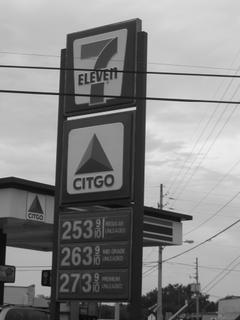 7
ELEVEN
CITGO
CITGO
253 9/10 REGULAR UNLEADED
263 9/10 MID GRADE UNLEADED
273 9/10 PREMIUM UNLEADED